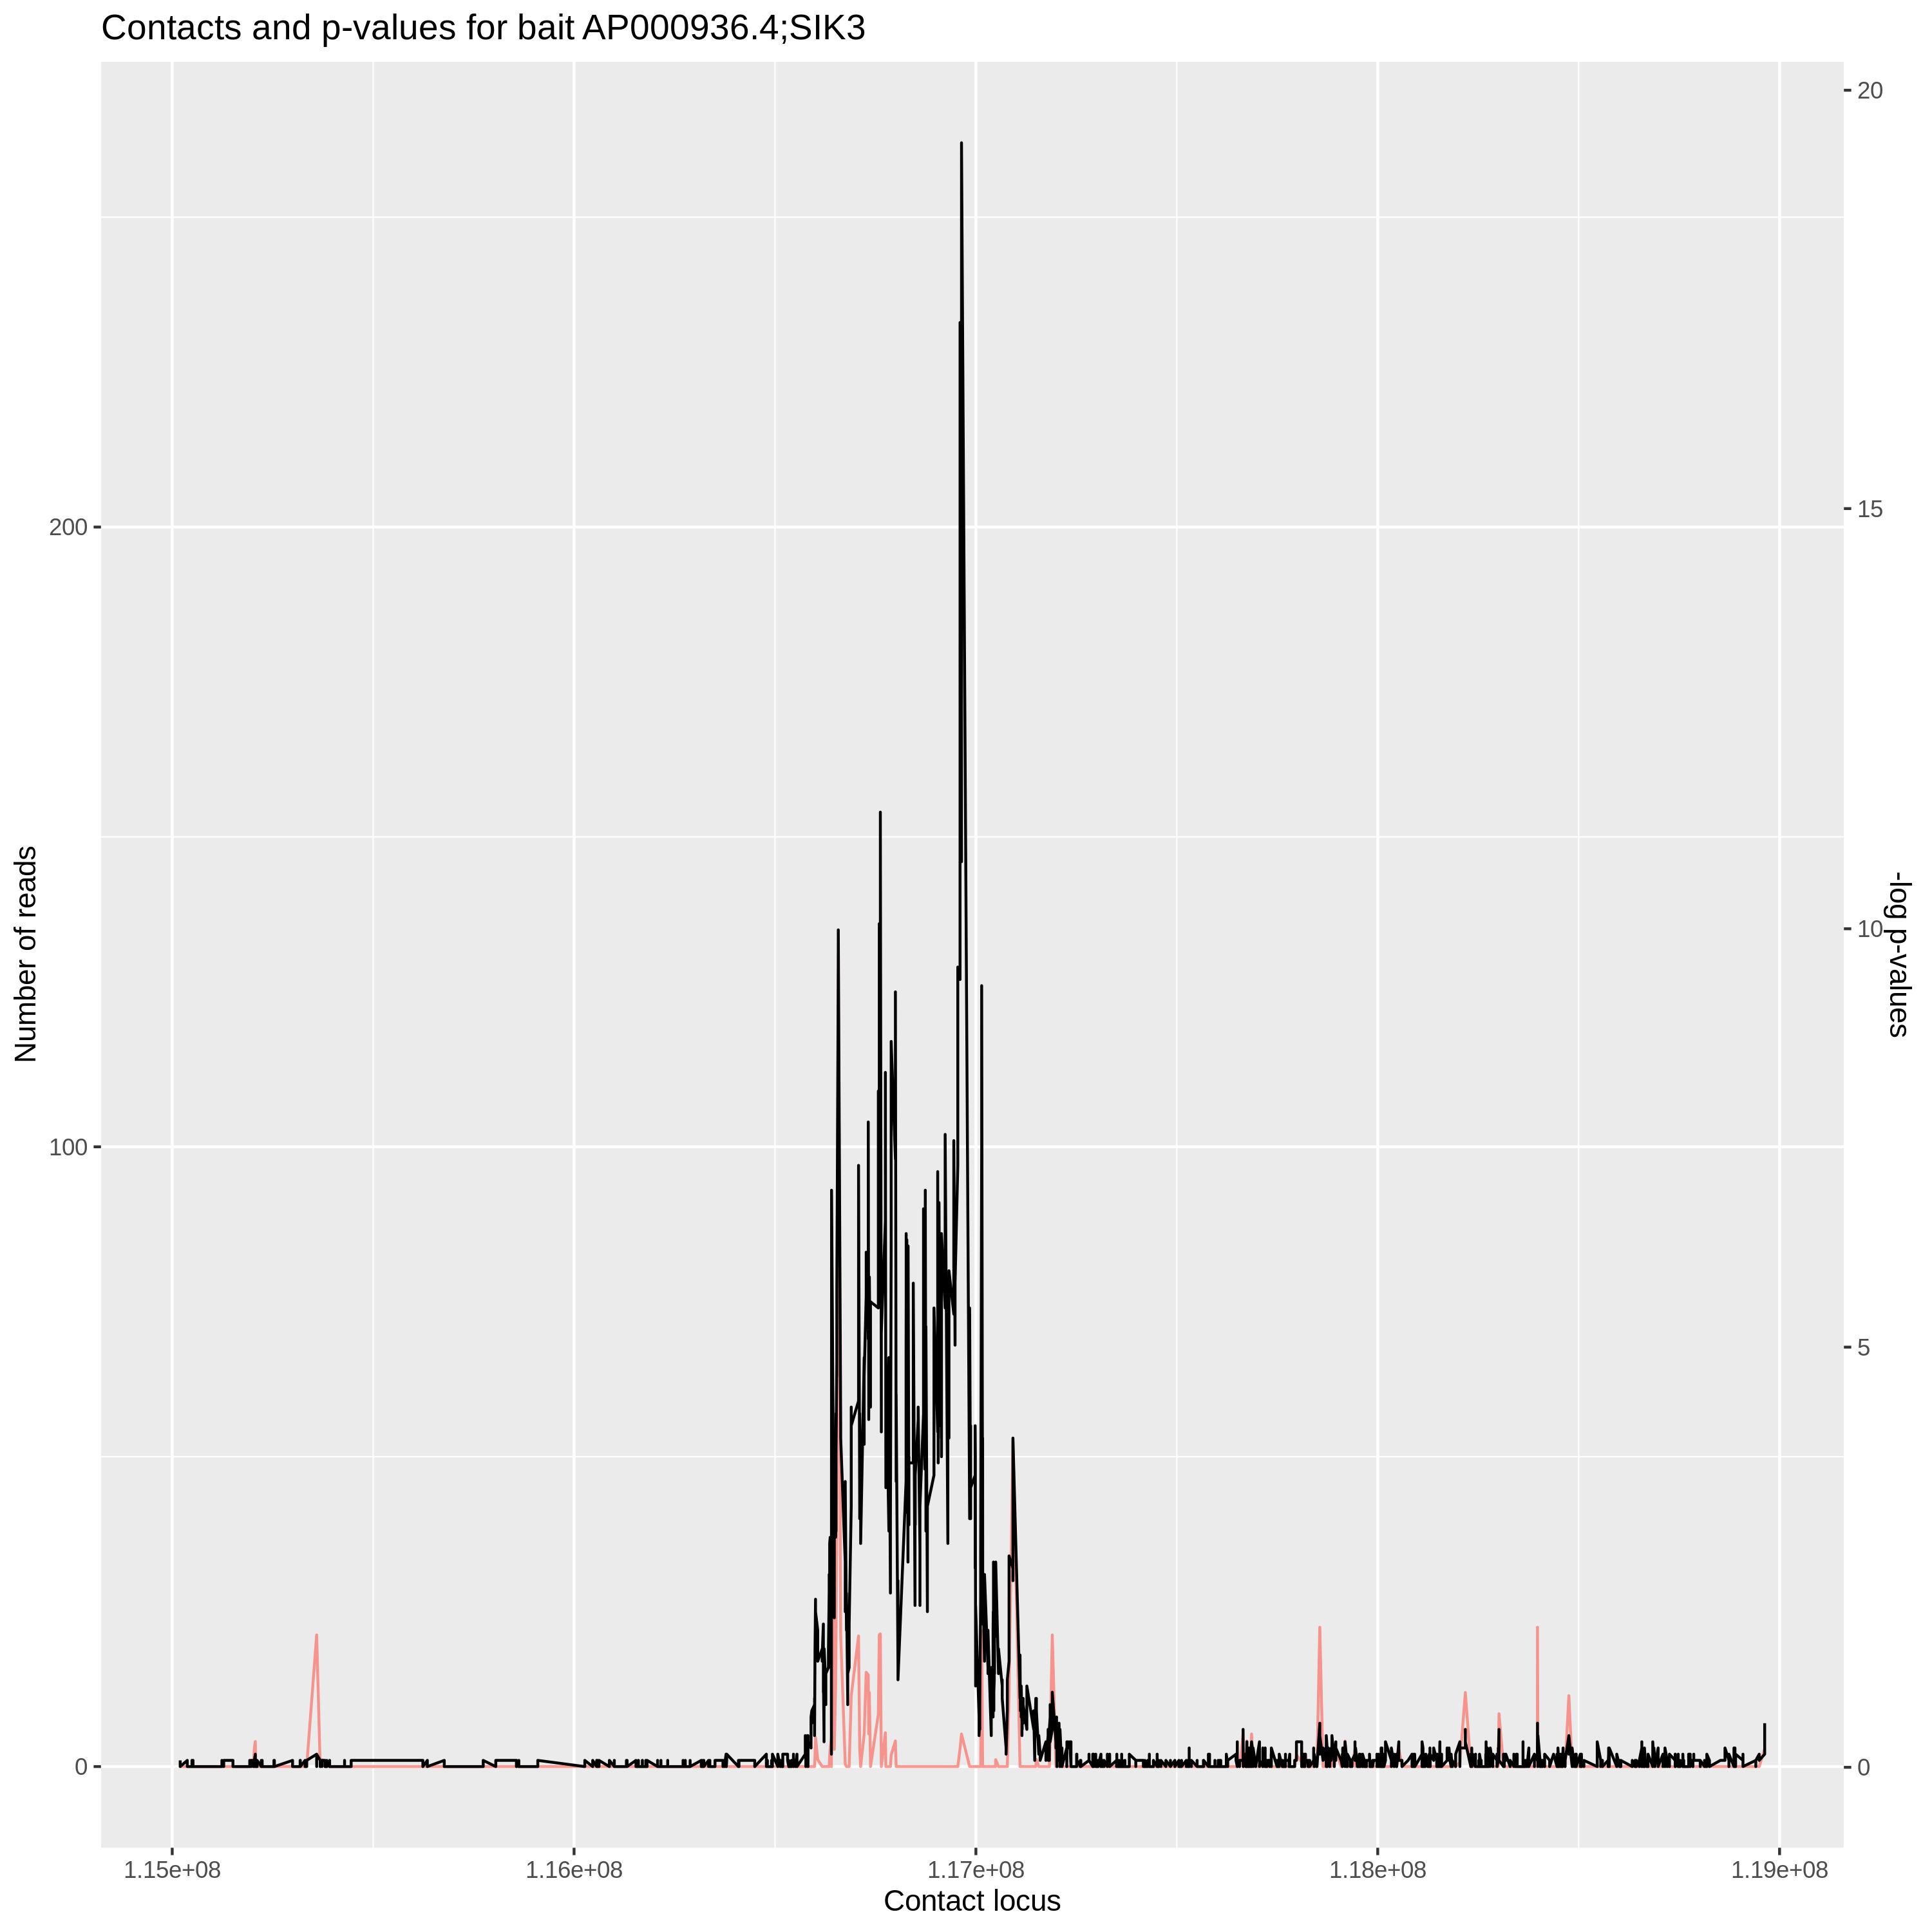 Contacts and p-values for bait AP000936.4;SIK3
Number of reads
200
100
0
20
15
10
5
0
-log p-values
1.15e+08
1.16e+08
1.17e+08
1.18e+08
1.19e+08
Contact locus